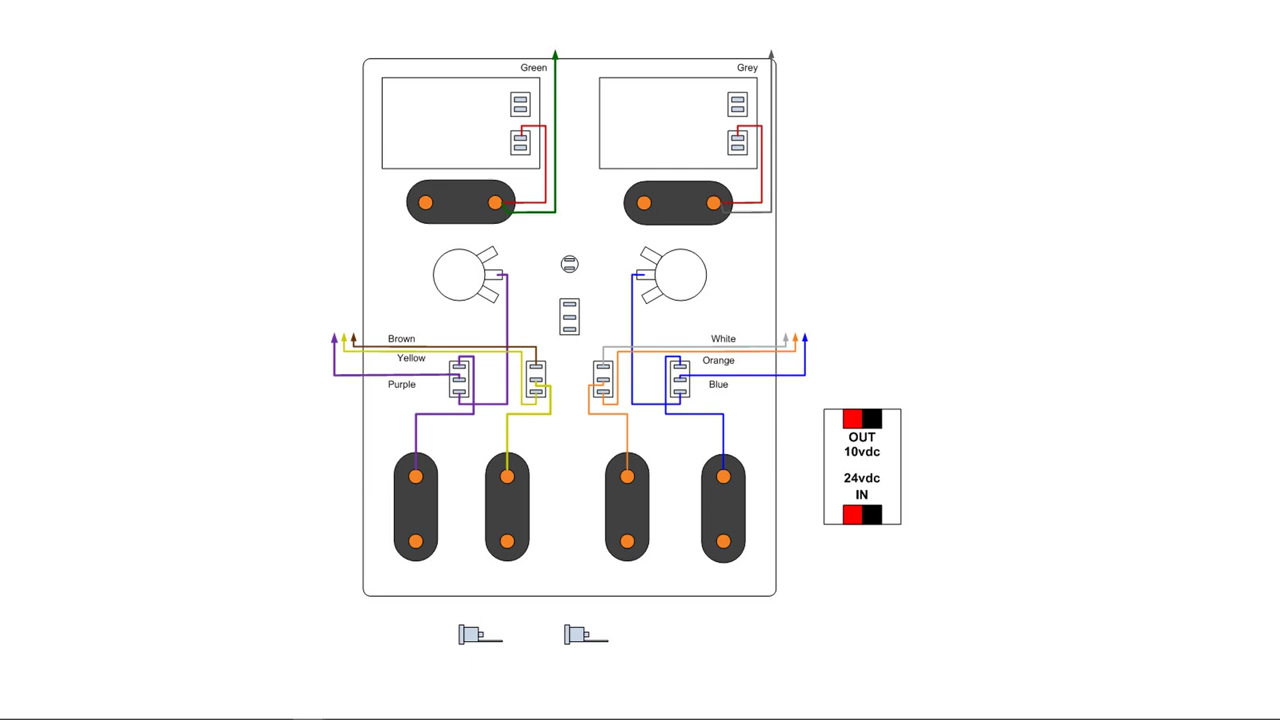 Green
Grey
Brown
White
Yellow
Orange
Purple
Blue
OUT
10vdc
24vdc
IN